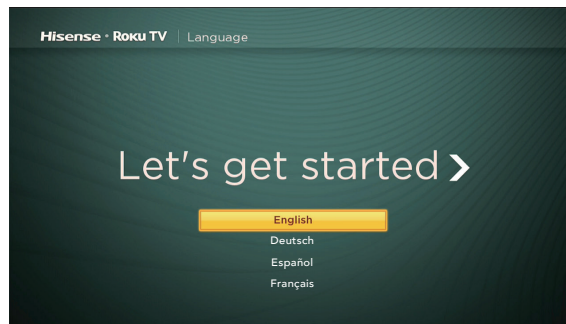 Hisense · Roku TV | Language
Let's get started ❯
English
Deutsch
Español
Français